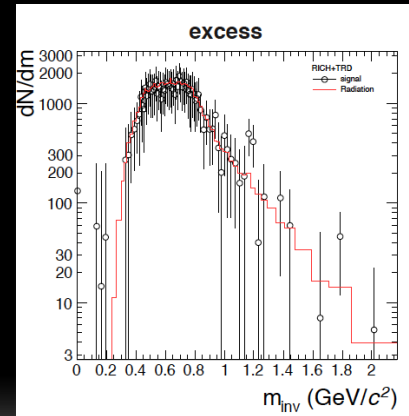 excess
dN/dm
3000
2000
1000
300
200
100
30
20
10
3
RICH+TRD
signal
Radiation
0 0.2 0.4 0.6 0.8 1 1.2 1.4 1.6 1.8 2
m_inv (GeV/c²)